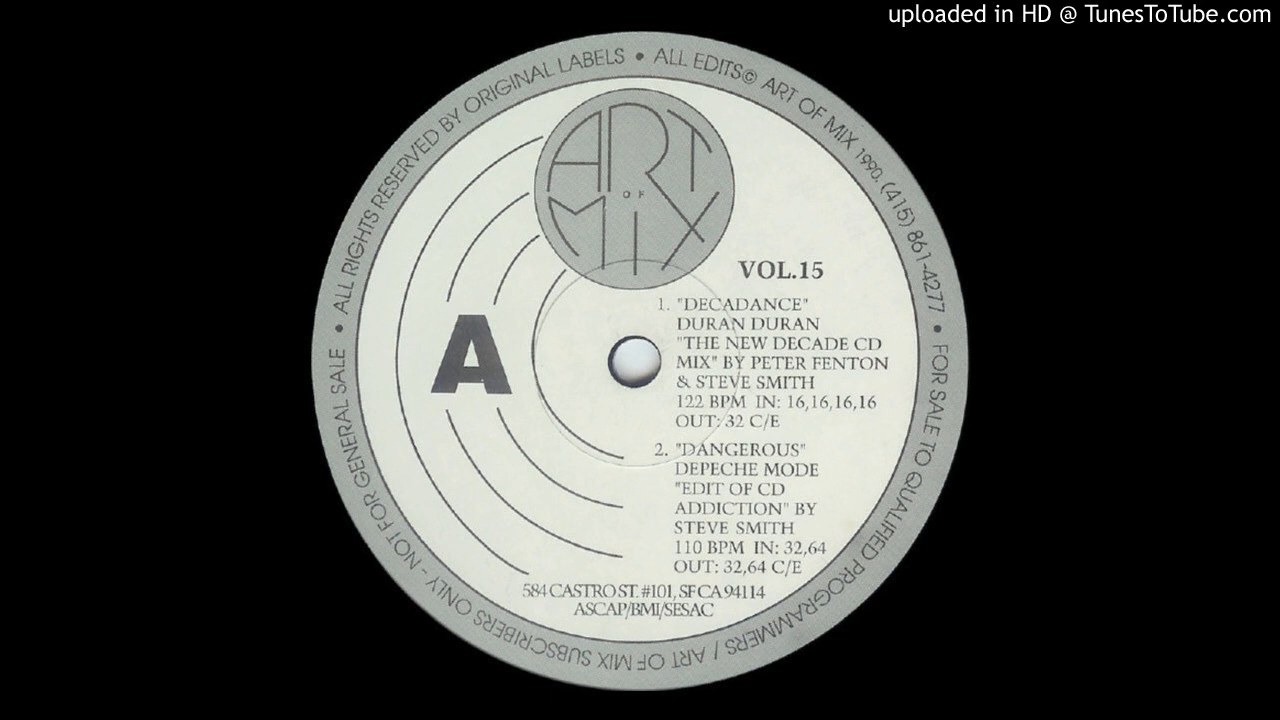 uploaded in HD @ TunesToTube.com
• ALL RIGHTS RESERVED BY ORIGINAL LABELS • ALL EDITS© ART OF MIX 1990. (415) 861-4277 • FOR SALE TO QUALIFIED PROGRAMMERS / ART OF MIX SUBSCRIBERS ONLY - NOT FOR GENERAL SALE
ART
OF
MIX
VOL.15
A
1. "DECADANCE"
DURAN DURAN
"THE NEW DECADE CD
MIX" BY PETER FENTON
& STEVE SMITH
122 BPM IN: 16,16,16,16
OUT: 32 C/E
2. "DANGEROUS"
DEPECHE MODE
"EDIT OF CD
ADDICTION" BY
STEVE SMITH
110 BPM IN: 32,64
OUT: 32,64 C/E
584 CASTRO ST. #101, SF CA 94114
ASCAP/BMI/SESAC